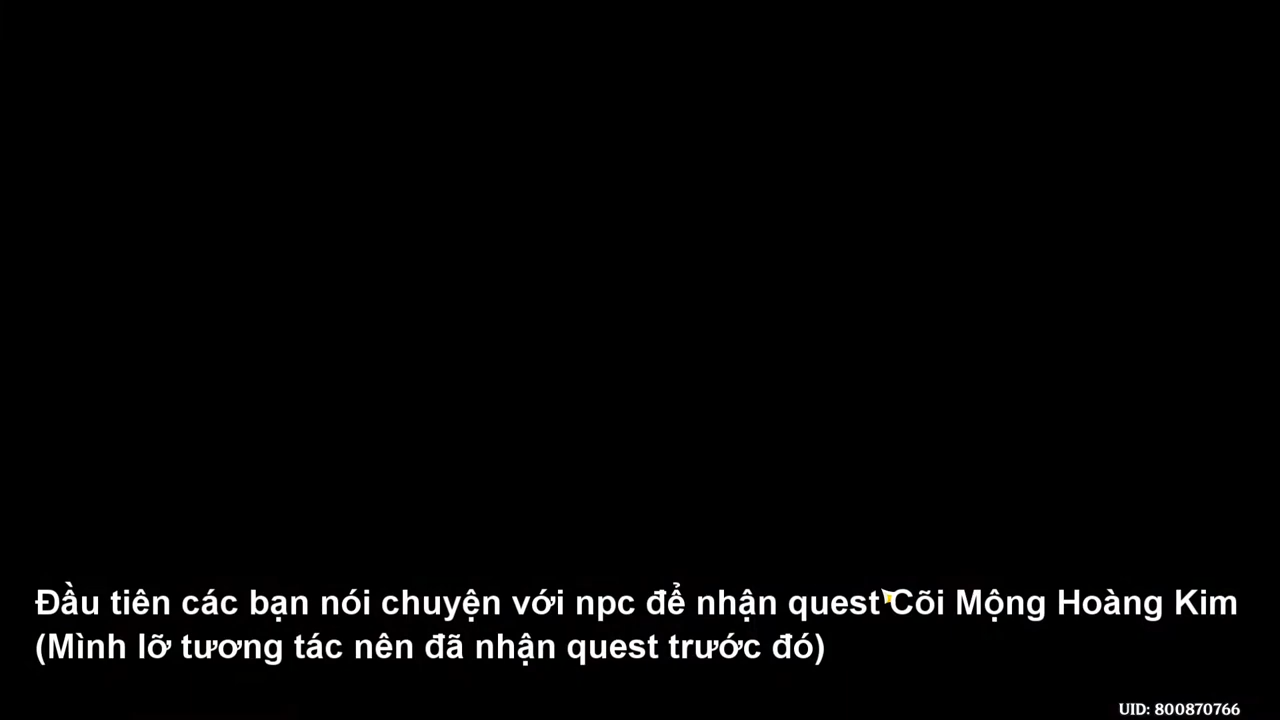 Đầu tiên các bạn nói chuyện với npc để nhận quest Cõi Mộng Hoàng Kim
(Mình lỡ tương tác nên đã nhận quest trước đó)
UID: 800870766